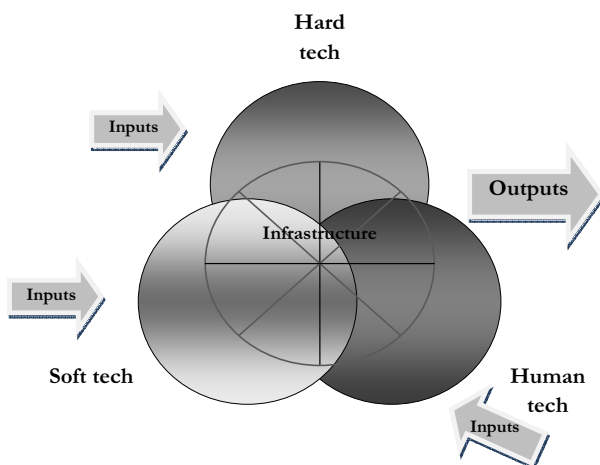 Hard
tech
Inputs
Outputs
Infrastructure
Inputs
Soft tech
Human
tech
Inputs